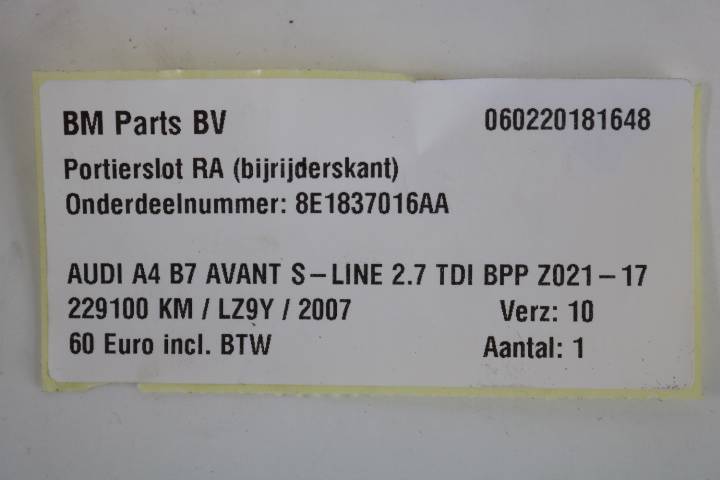 BM Parts BV 060220181648
Portierslot RA (bijrijderskant)
Onderdeelnummer: 8E1837016AA
AUDI A4 B7 AVANT S-LINE 2.7 TDI BPP Z021-17
229100 KM / LZ9Y / 2007 Verz: 10
60 Euro incl. BTW Aantal: 1